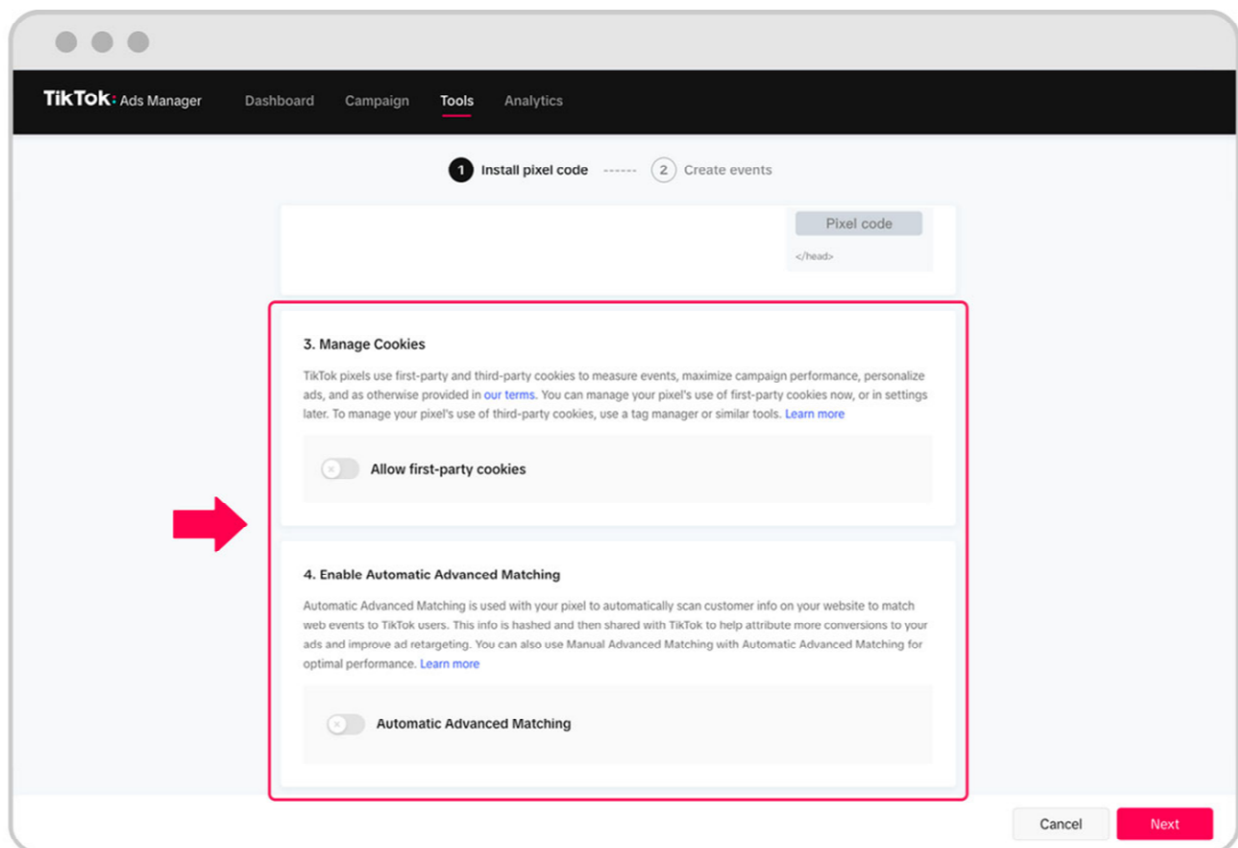 TikTok: Ads Manager Dashboard Campaign Tools Analytics
1 Install pixel code ------ 2 Create events
Pixel code
</head>
3. Manage Cookies
TikTok pixels use first-party and third-party cookies to measure events, maximize campaign performance, personalize
ads, and as otherwise provided in our terms. You can manage your pixel's use of first-party cookies now, or in settings
later. To manage your pixel's use of third-party cookies, use a tag manager or similar tools. Learn more
Allow first-party cookies
4. Enable Automatic Advanced Matching
Automatic Advanced Matching is used with your pixel to automatically scan customer info on your website to match
web events to TikTok users. This info is hashed and then shared with TikTok to help attribute more conversions to your
ads and improve ad retargeting. You can also use Manual Advanced Matching with Automatic Advanced Matching for
optimal performance. Learn more
Automatic Advanced Matching
Cancel Next